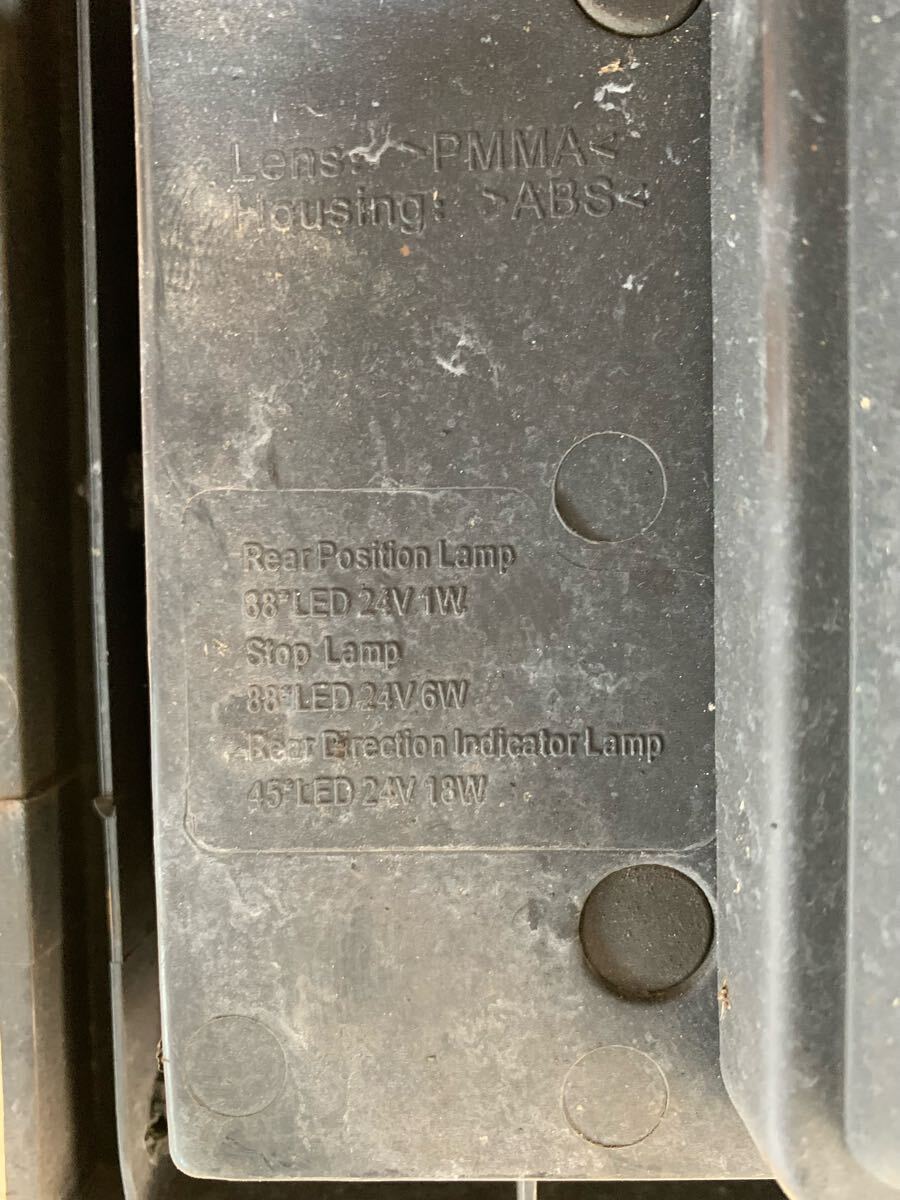 Lens: >PMMA<
Housing: >ABS<
Rear Position Lamp
88*LED 24V 1W
Stop Lamp
88*LED 24V 6W
Rear Direction Indicator Lamp
45*LED 24V 18W